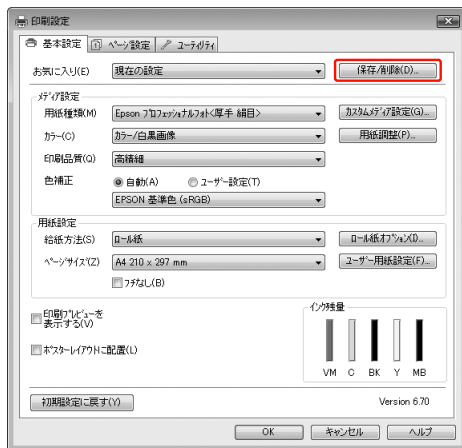 印刷設定
基本設定 ページ設定 ユーティリティ
お気に入り(E) 現在の設定 保存/削除(D)...
メディア設定
用紙種類(M) Epson プロフェッショナルフォト<厚手 絹目> カスタムメディア設定(G)...
カラー(C) カラー/白黒画像 用紙調整(P)...
印刷品質(Q) 高精細
色補正 自動(A) ユーザー設定(T)
EPSON 基準色 (sRGB)
用紙設定
給紙方法(S) ロール紙 ロール紙オプション(I)...
ページサイズ(Z) A4 210 x 297 mm ユーザー用紙設定(F)...
フチなし(B)
印刷プレビューを
表示する(V)
ポスターレイアウトに配置(L)
インク残量
VM C BK Y MB
初期設定に戻す(Y) Version 6.70
OK キャンセル ヘルプ